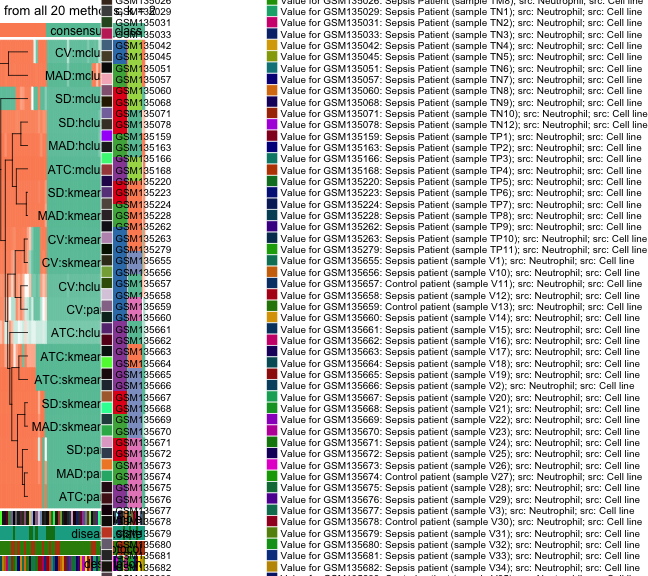 from all 20 methods, k = 2
consensus class
CV:mclu
MAD:mclu
SD:mclu
SD:hclu
MAD:hclu
ATC:mclu
SD:kmear
MAD:kmear
CV:kmear
CV:skmear
CV:hclu
CV:pa
ATC:hclu
ATC:kmear
ATC:skmear
SD:skmear
MAD:skmear
SD:pa
MAD:pa
ATC:pa
GSM135029
GSM135031
GSM135033
GSM135042
GSM135045
GSM135051
GSM135057
GSM135060
GSM135068
GSM135071
GSM135078
GSM135159
GSM135163
GSM135166
GSM135168
GSM135220
GSM135223
GSM135224
GSM135228
GSM135262
GSM135263
GSM135279
GSM135655
GSM135656
GSM135657
GSM135658
GSM135659
GSM135660
GSM135661
GSM135662
GSM135663
GSM135664
GSM135665
GSM135666
GSM135667
GSM135668
GSM135669
GSM135670
GSM135671
GSM135672
GSM135673
GSM135674
GSM135675
GSM135676
GSM135677
GSM135678
GSM135679
GSM135680
GSM135681
GSM135682
Value for GSM135026: Sepsis patient (sample TM8); src: Neutrophil; src: Cell line
Value for GSM135029: Sepsis patient (sample TN1); src: Neutrophil; src: Cell line
Value for GSM135031: Sepsis patient (sample TN2); src: Neutrophil; src: Cell line
Value for GSM135033: Sepsis patient (sample TN3); src: Neutrophil; src: Cell line
Value for GSM135042: Sepsis patient (sample TN4); src: Neutrophil; src: Cell line
Value for GSM135045: Sepsis patient (sample TN5); src: Neutrophil; src: Cell line
Value for GSM135051: Sepsis patient (sample TN6); src: Neutrophil; src: Cell line
Value for GSM135057: Sepsis patient (sample TN7); src: Neutrophil; src: Cell line
Value for GSM135060: Sepsis patient (sample TN8); src: Neutrophil; src: Cell line
Value for GSM135068: Sepsis patient (sample TN9); src: Neutrophil; src: Cell line
Value for GSM135071: Sepsis patient (sample TN10); src: Neutrophil; src: Cell line
Value for GSM135078: Sepsis patient (sample TN12); src: Neutrophil; src: Cell line
Value for GSM135159: Sepsis patient (sample TP1); src: Neutrophil; src: Cell line
Value for GSM135163: Sepsis patient (sample TP2); src: Neutrophil; src: Cell line
Value for GSM135166: Sepsis patient (sample TP3); src: Neutrophil; src: Cell line
Value for GSM135168: Sepsis patient (sample TP4); src: Neutrophil; src: Cell line
Value for GSM135220: Sepsis patient (sample TP5); src: Neutrophil; src: Cell line
Value for GSM135223: Sepsis patient (sample TP6); src: Neutrophil; src: Cell line
Value for GSM135224: Sepsis patient (sample TP7); src: Neutrophil; src: Cell line
Value for GSM135228: Sepsis patient (sample TP8); src: Neutrophil; src: Cell line
Value for GSM135262: Sepsis patient (sample TP9); src: Neutrophil; src: Cell line
Value for GSM135263: Sepsis patient (sample TP10); src: Neutrophil; src: Cell line
Value for GSM135279: Sepsis patient (sample TP11); src: Neutrophil; src: Cell line
Value for GSM135655: Sepsis patient (sample V1); src: Neutrophil; src: Cell line
Value for GSM135656: Sepsis patient (sample V10); src: Neutrophil; src: Cell line
Value for GSM135657: Control patient (sample V11); src: Neutrophil; src: Cell line
Value for GSM135658: Sepsis patient (sample V12); src: Neutrophil; src: Cell line
Value for GSM135659: Control patient (sample V13); src: Neutrophil; src: Cell line
Value for GSM135660: Sepsis patient (sample V14); src: Neutrophil; src: Cell line
Value for GSM135661: Sepsis patient (sample V15); src: Neutrophil; src: Cell line
Value for GSM135662: Sepsis patient (sample V16); src: Neutrophil; src: Cell line
Value for GSM135663: Sepsis patient (sample V17); src: Neutrophil; src: Cell line
Value for GSM135664: Sepsis patient (sample V18); src: Neutrophil; src: Cell line
Value for GSM135665: Sepsis patient (sample V19); src: Neutrophil; src: Cell line
Value for GSM135666: Sepsis patient (sample V2); src: Neutrophil; src: Cell line
Value for GSM135667: Sepsis patient (sample V20); src: Neutrophil; src: Cell line
Value for GSM135668: Sepsis patient (sample V21); src: Neutrophil; src: Cell line
Value for GSM135669: Sepsis patient (sample V22); src: Neutrophil; src: Cell line
Value for GSM135670: Sepsis patient (sample V23); src: Neutrophil; src: Cell line
Value for GSM135671: Sepsis patient (sample V24); src: Neutrophil; src: Cell line
Value for GSM135672: Sepsis patient (sample V25); src: Neutrophil; src: Cell line
Value for GSM135673: Sepsis patient (sample V26); src: Neutrophil; src: Cell line
Value for GSM135674: Control patient (sample V27); src: Neutrophil; src: Cell line
Value for GSM135675: Sepsis patient (sample V28); src: Neutrophil; src: Cell line
Value for GSM135676: Sepsis patient (sample V29); src: Neutrophil; src: Cell line
Value for GSM135677: Sepsis patient (sample V3); src: Neutrophil; src: Cell line
Value for GSM135678: Control patient (sample V30); src: Neutrophil; src: Cell line
Value for GSM135679: Sepsis patient (sample V31); src: Neutrophil; src: Cell line
Value for GSM135680: Sepsis patient (sample V32); src: Neutrophil; src: Cell line
Value for GSM135681: Sepsis patient (sample V33); src: Neutrophil; src: Cell line
Value for GSM135682: Sepsis patient (sample V34); src: Neutrophil; src: Cell line